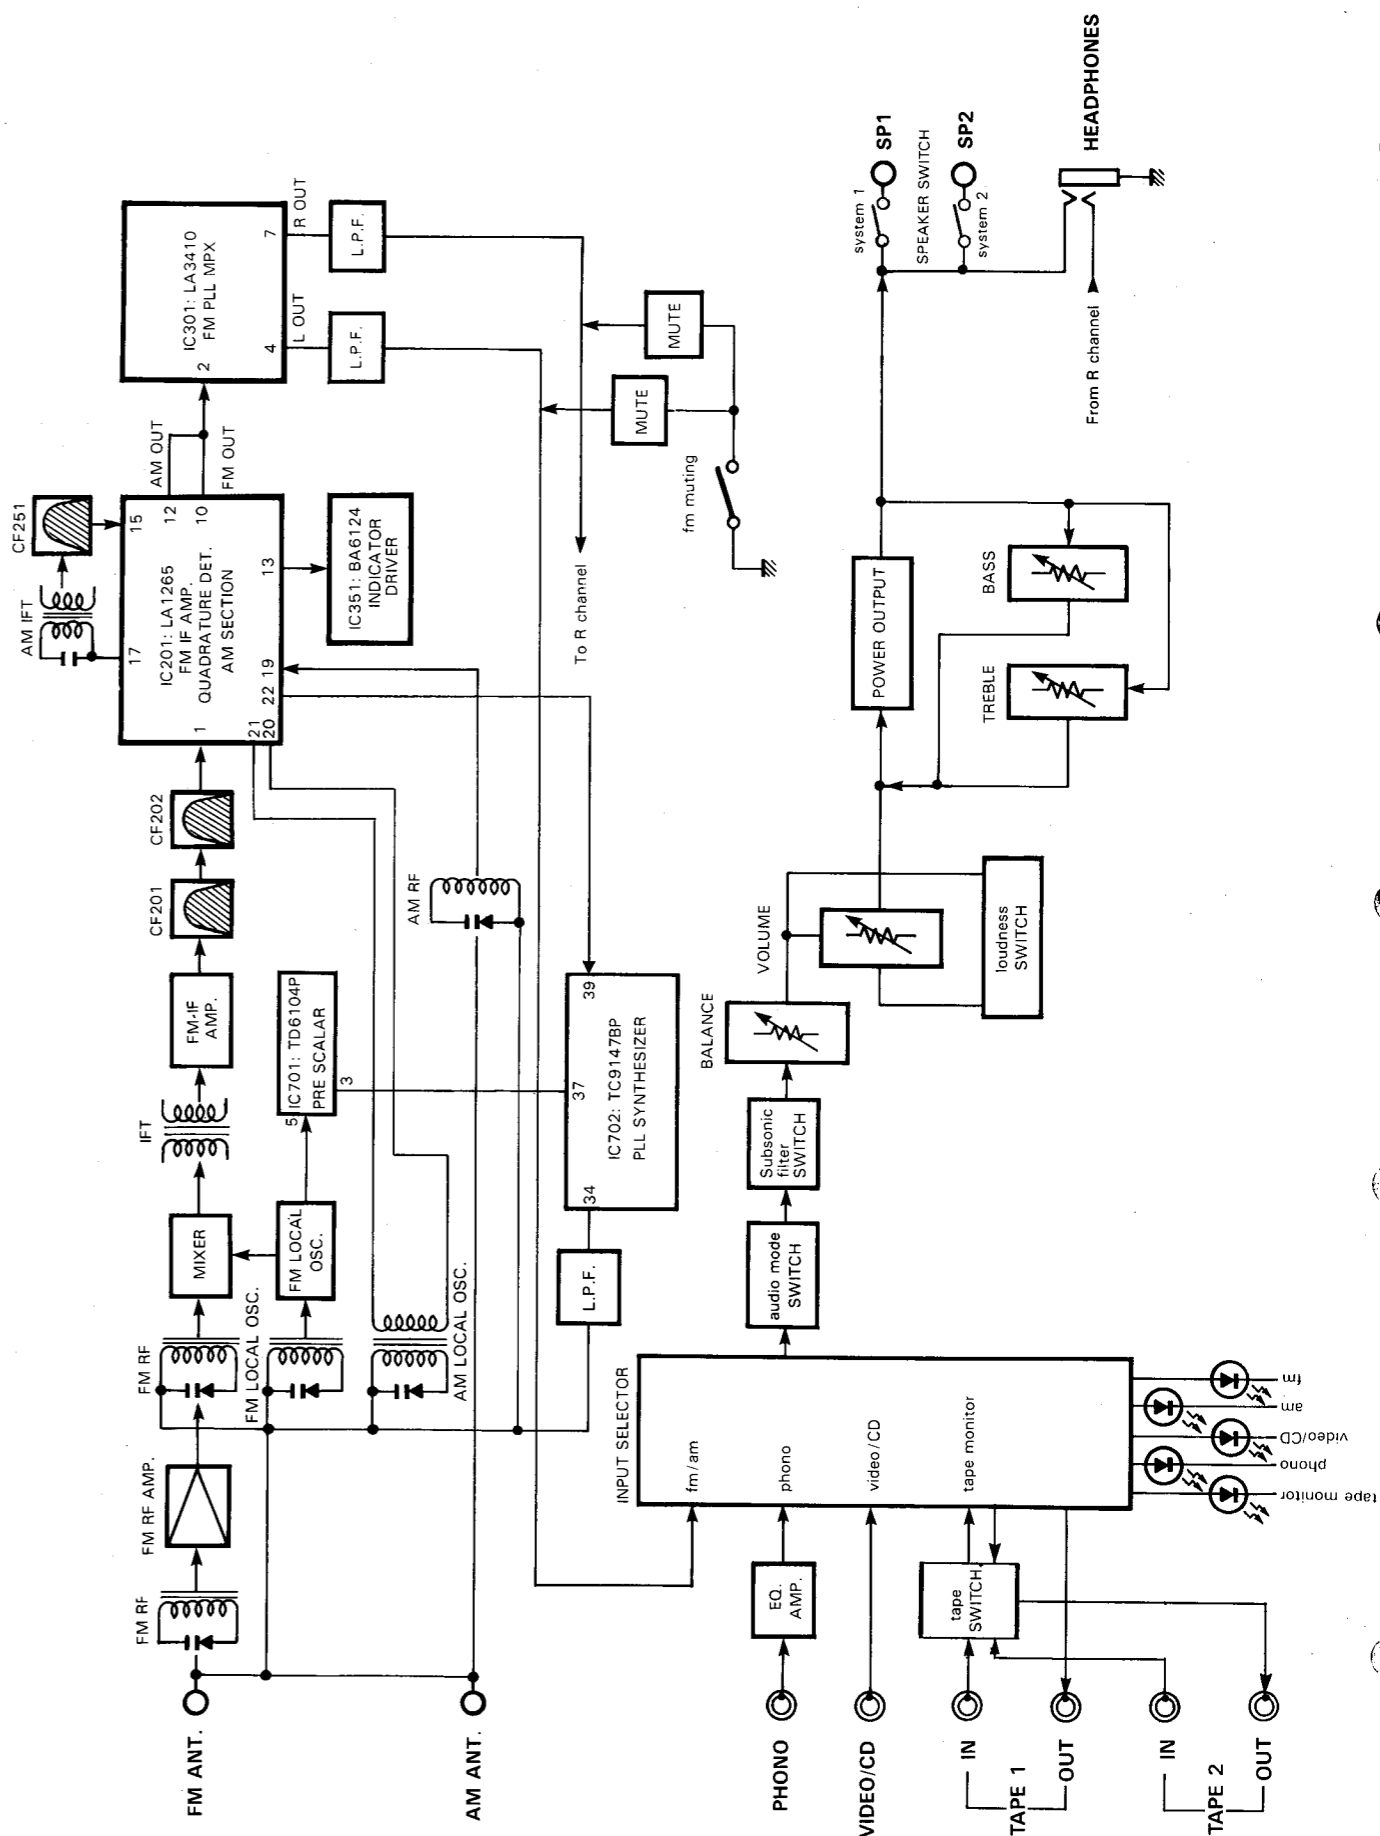 FM ANT.
FM RF
FM RF AMP.
FM RF
MIXER
IFT
FM-IF
AMP.
CF201
CF202
AM IFT
CF251
1
17
15
IC201: LA1265
FM IF AMP.
QUADRATURE DET.
AM SECTION
12
10
21
20
22
19
13
AM OUT
FM OUT
IC301: LA3410
FM PLL MPX
2
4
7
L OUT
R OUT
L.P.F.
L.P.F.
FM LOCAL OSC.
FM LOCAL
OSC.
5
IC701: TD6104P
PRE SCALAR
3
IC351: BA6124
INDICATOR
DRIVER
AM LOCAL OSC.
AM RF
AM ANT.
L.P.F.
34
37
39
IC702: TC9147BP
PLL SYNTHESIZER
To R channel
MUTE
MUTE
fm muting
INPUT SELECTOR
fm/am
phono
video/CD
tape monitor
PHONO
EQ.
AMP.
VIDEO/CD
TAPE 1
IN
OUT
tape
SWITCH
TAPE 2
IN
OUT
tape monitor
phono
video/CD
am
fm
audio mode
SWITCH
Subsonic
filter
SWITCH
BALANCE
VOLUME
loudness
SWITCH
POWER OUTPUT
TREBLE
BASS
system 1
SP1
SPEAKER SWITCH
system 2
SP2
From R channel
HEADPHONES